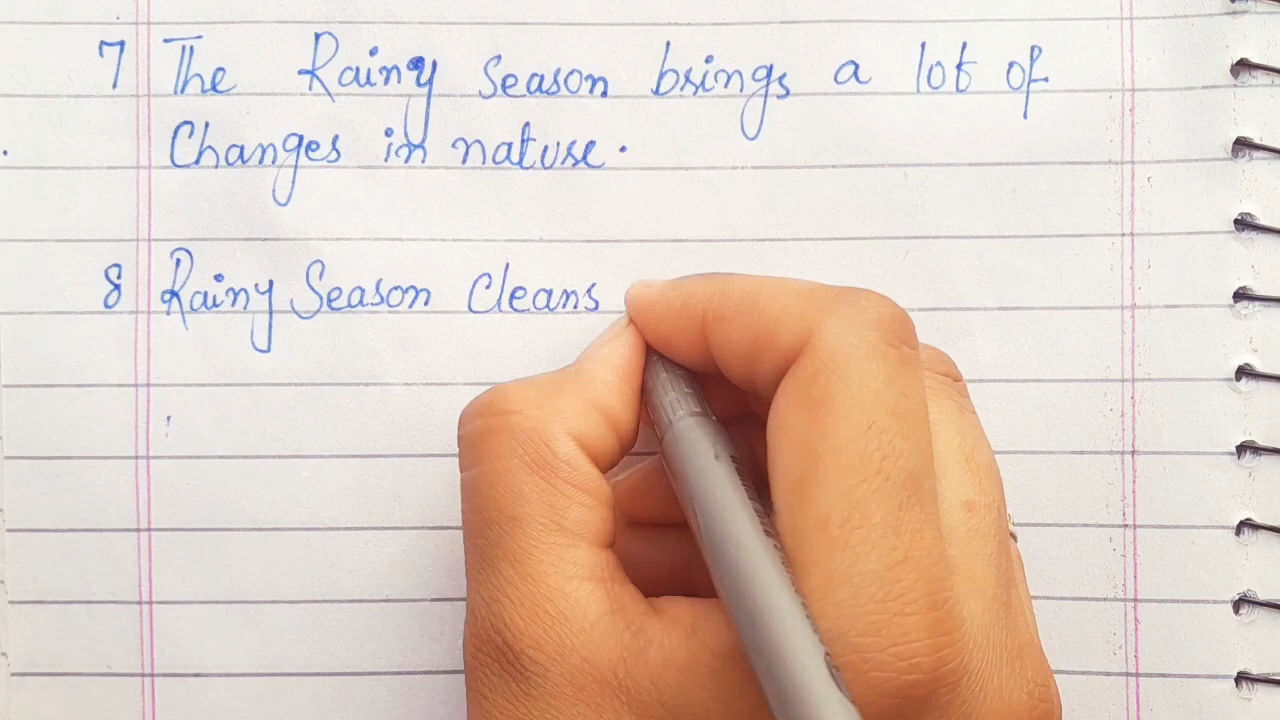 7 The Rainy Season brings a lot of
Changes in nature.
8 Rainy Season Cleans